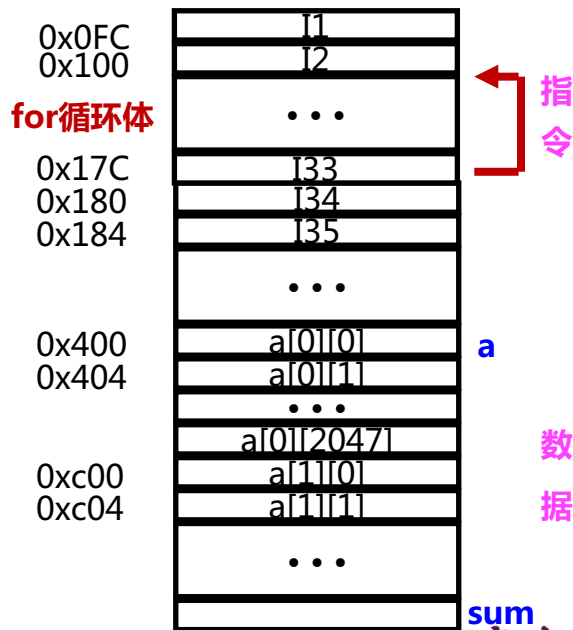 0x0FC I1
0x100 I2
for循环体 • • •
指
令
0x17C I33
0x180 I34
0x184 I35
• • •
0x400 a[0][0] a
0x404 a[0][1]
• • •
a[0][2047] 数
0xc00 a[1][0]
0xc04 a[1][1] 据
• • •
sum